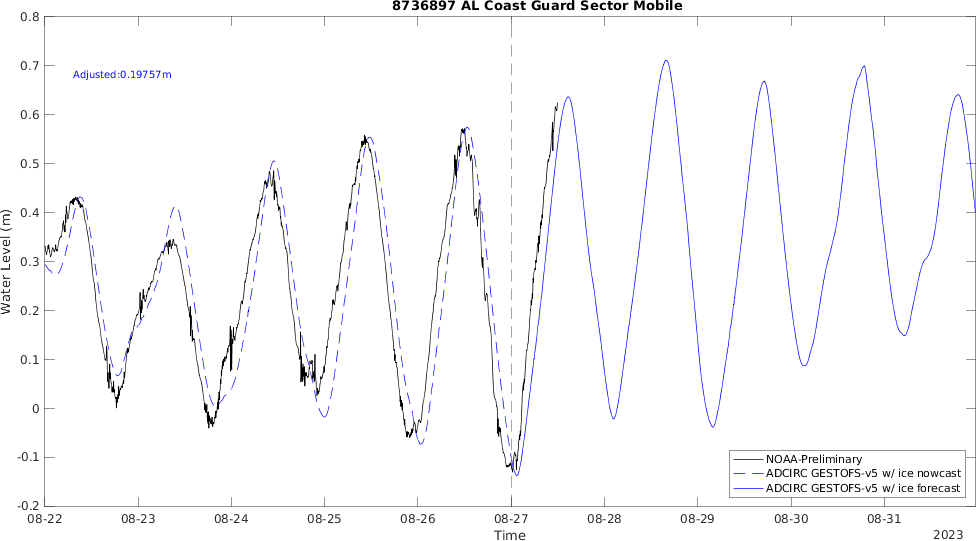 8736897 AL Coast Guard Sector Mobile
0.8
0.7
0.6
0.5
0.4
0.3
0.2
0.1
0
-0.1
-0.2
Water Level (m)
Adjusted:0.19757m
NOAA-Preliminary
ADCIRC GESTOFS-v5 w/ ice nowcast
ADCIRC GESTOFS-v5 w/ ice forecast
08-22 08-23 08-24 08-25 08-26 08-27 08-28 08-29 08-30 08-31
Time
2023